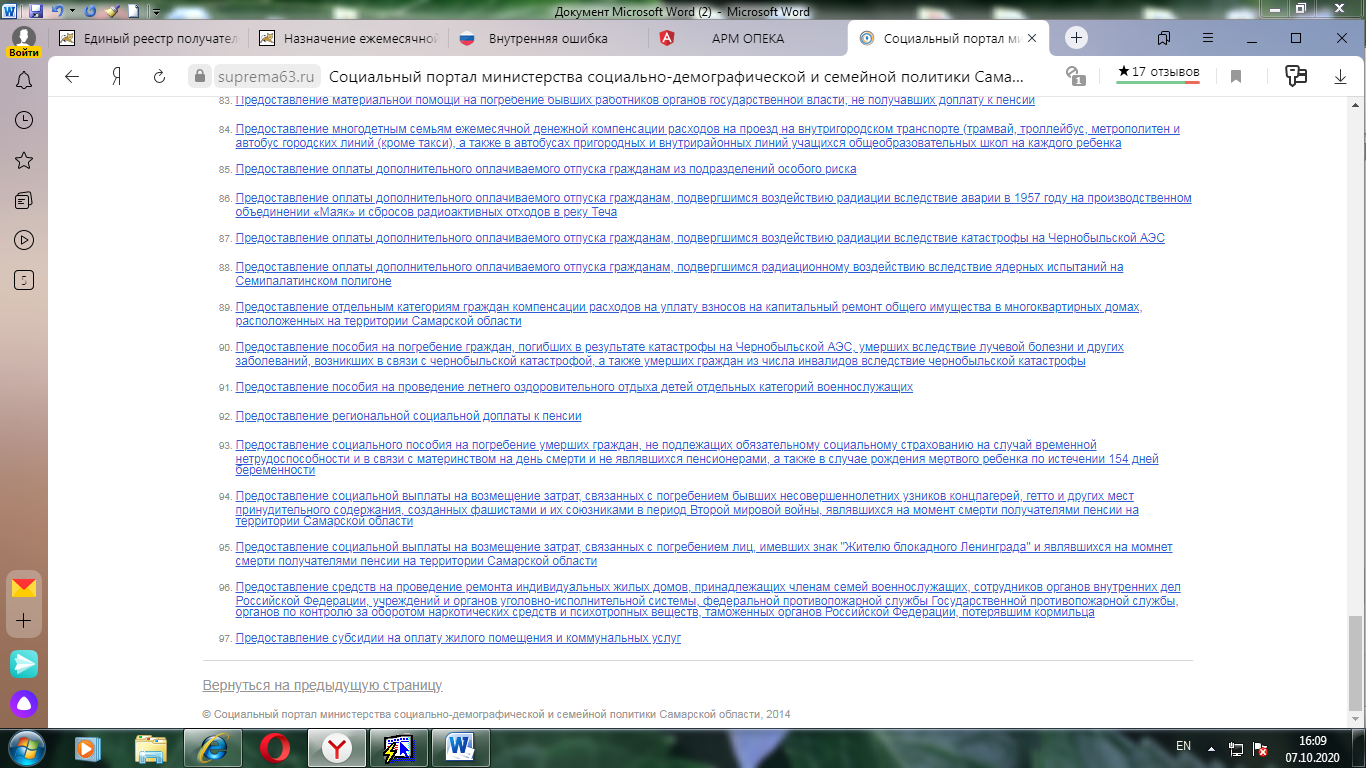 Документ Microsoft Word (2) - Microsoft Word
Войти
Единый реестр получател
Назначение ежемесячной
Внутренняя ошибка
АРМ ОПЕКА
Социальный портал ми
suprema63.ru
Социальный портал министерства социально-демографической и семейной политики Сама...
1
★17 отзывов
5
83. Предоставление материальной помощи на погребение бывших работников органов государственной власти, не получавших доплату к пенсии
84. Предоставление многодетным семьям ежемесячной денежной компенсации расходов на проезд на внутригородском транспорте (трамвай, троллейбус, метрополитен и
автобус городских линий (кроме такси), а также в автобусах пригородных и внутрирайонных линий учащихся общеобразовательных школ на каждого ребенка
85. Предоставление оплаты дополнительного оплачиваемого отпуска гражданам из подразделений особого риска
86. Предоставление оплаты дополнительного оплачиваемого отпуска гражданам, подвергшимся воздействию радиации вследствие аварии в 1957 году на производственном
объединении «Маяк» и сбросов радиоактивных отходов в реку Теча
87. Предоставление оплаты дополнительного оплачиваемого отпуска гражданам, подвергшимся воздействию радиации вследствие катастрофы на Чернобыльской АЭС
88. Предоставление оплаты дополнительного оплачиваемого отпуска гражданам, подвергшимся радиационному воздействию вследствие ядерных испытаний на
Семипалатинском полигоне
89. Предоставление отдельным категориям граждан компенсации расходов на уплату взносов на капитальный ремонт общего имущества в многоквартирных домах,
расположенных на территории Самарской области
90. Предоставление пособия на погребение граждан, погибших в результате катастрофы на Чернобыльской АЭС, умерших вследствие лучевой болезни и других
заболеваний, возникших в связи с чернобыльской катастрофой, а также умерших граждан из числа инвалидов вследствие чернобыльской катастрофы
91. Предоставление пособия на проведение летнего оздоровительного отдыха детей отдельных категорий военнослужащих
92. Предоставление региональной социальной доплаты к пенсии
93. Предоставление социального пособия на погребение умерших граждан, не подлежащих обязательному социальному страхованию на случай временной
нетрудоспособности и в связи с материнством на день смерти и не являвшихся пенсионерами, а также в случае рождения мертвого ребенка по истечении 154 дней
беременности
94. Предоставление социальной выплаты на возмещение затрат, связанных с погребением бывших несовершеннолетних узников концлагерей, гетто и других мест
принудительного содержания, созданных фашистами и их союзниками в период Второй мировой войны, являвшихся на момент смерти получателями пенсии на
территории Самарской области
95. Предоставление социальной выплаты на возмещение затрат, связанных с погребением лиц, имевших знак "Жителю блокадного Ленинграда" и являвшихся на момнет
смерти получателями пенсии на территории Самарской области
96. Предоставление средств на проведение ремонта индивидуальных жилых домов, принадлежащих членам семей военнослужащих, сотрудников органов внутренних дел
Российской Федерации, учреждений и органов уголовно-исполнительной системы, федеральной противопожарной службы Государственной противопожарной службы,
органов по контролю за оборотом наркотических средств и психотропных веществ, таможенных органов Российской Федерации, потерявшим кормильца
97. Предоставление субсидии на оплату жилого помещения и коммунальных услуг
Вернуться на предыдущую страницу
© Социальный портал министерства социально-демографической и семейной политики Самарской области, 2014
EN
16:09
07.10.2020